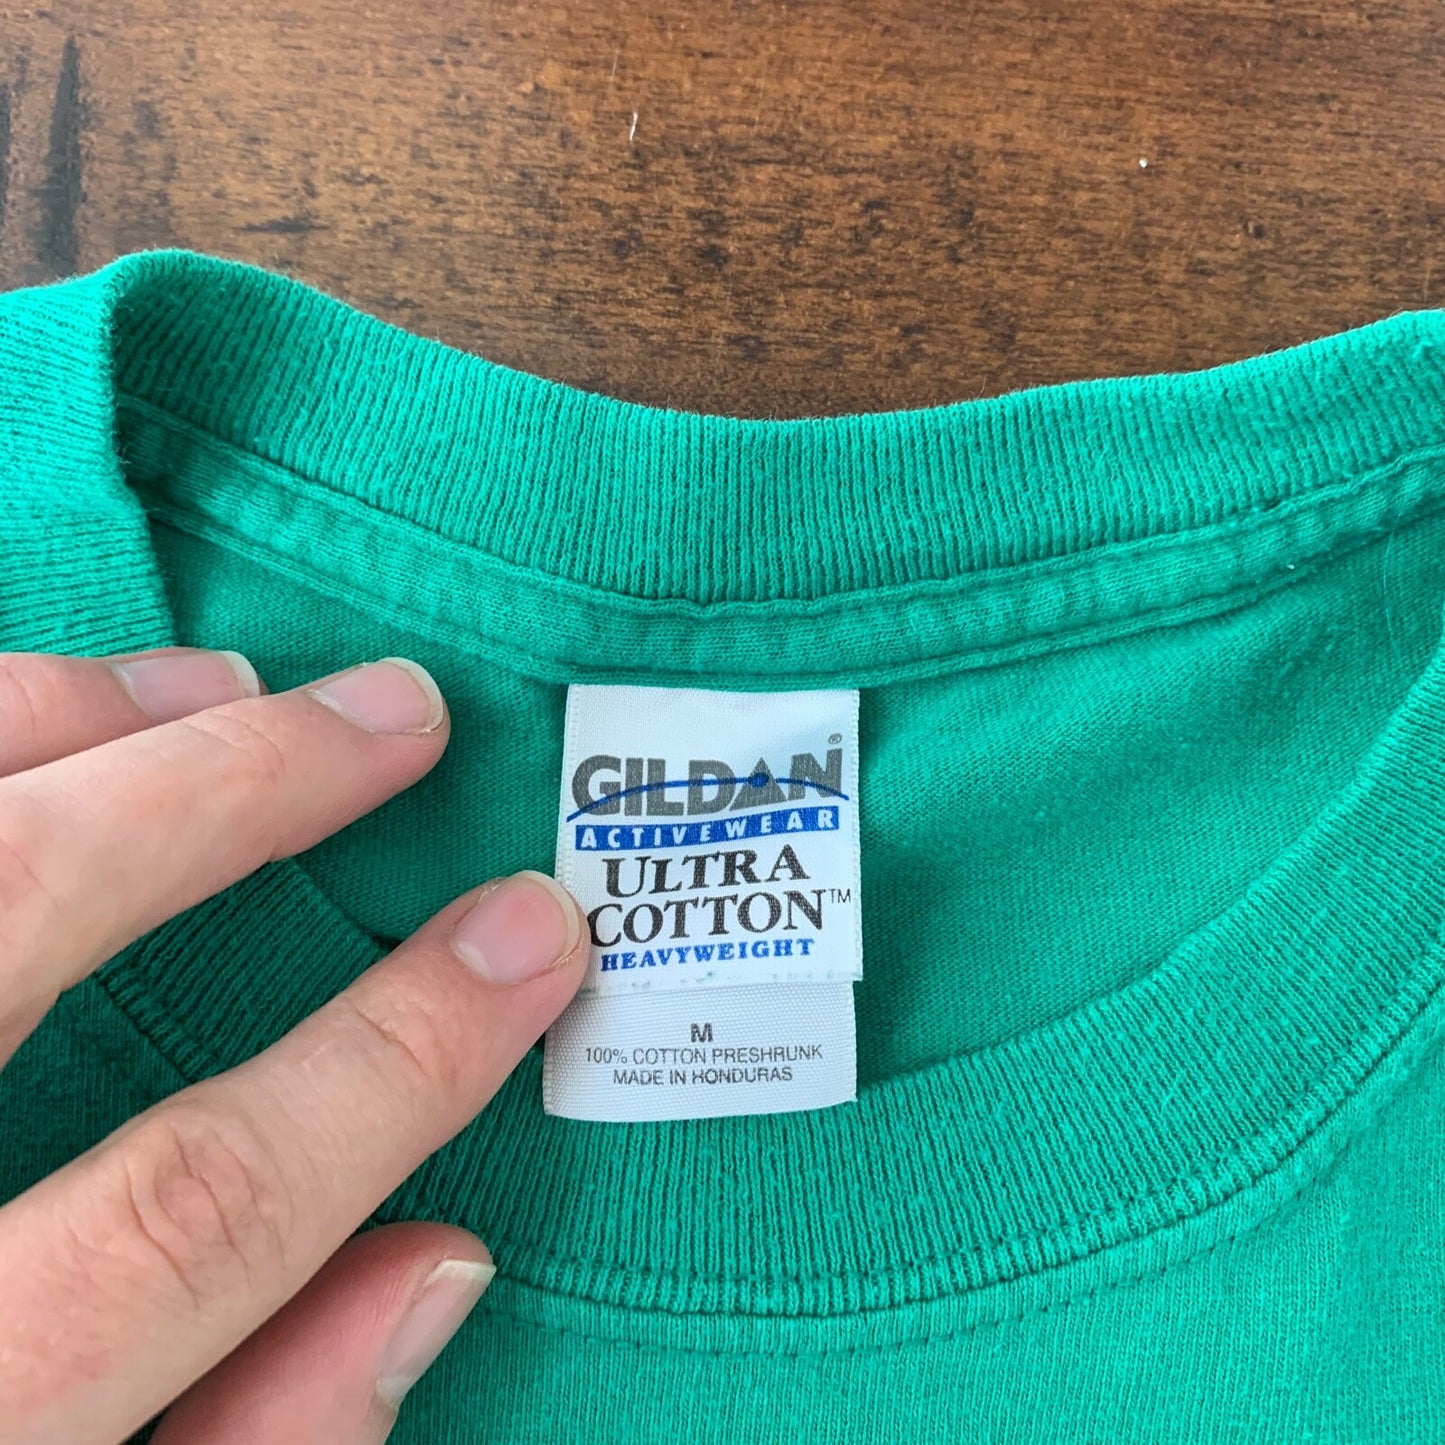 GILDAN®
ACTIVEWEAR
ULTRA
COTTON™
HEAVYWEIGHT
M
100% COTTON PRESHRUNK
MADE IN HONDURAS